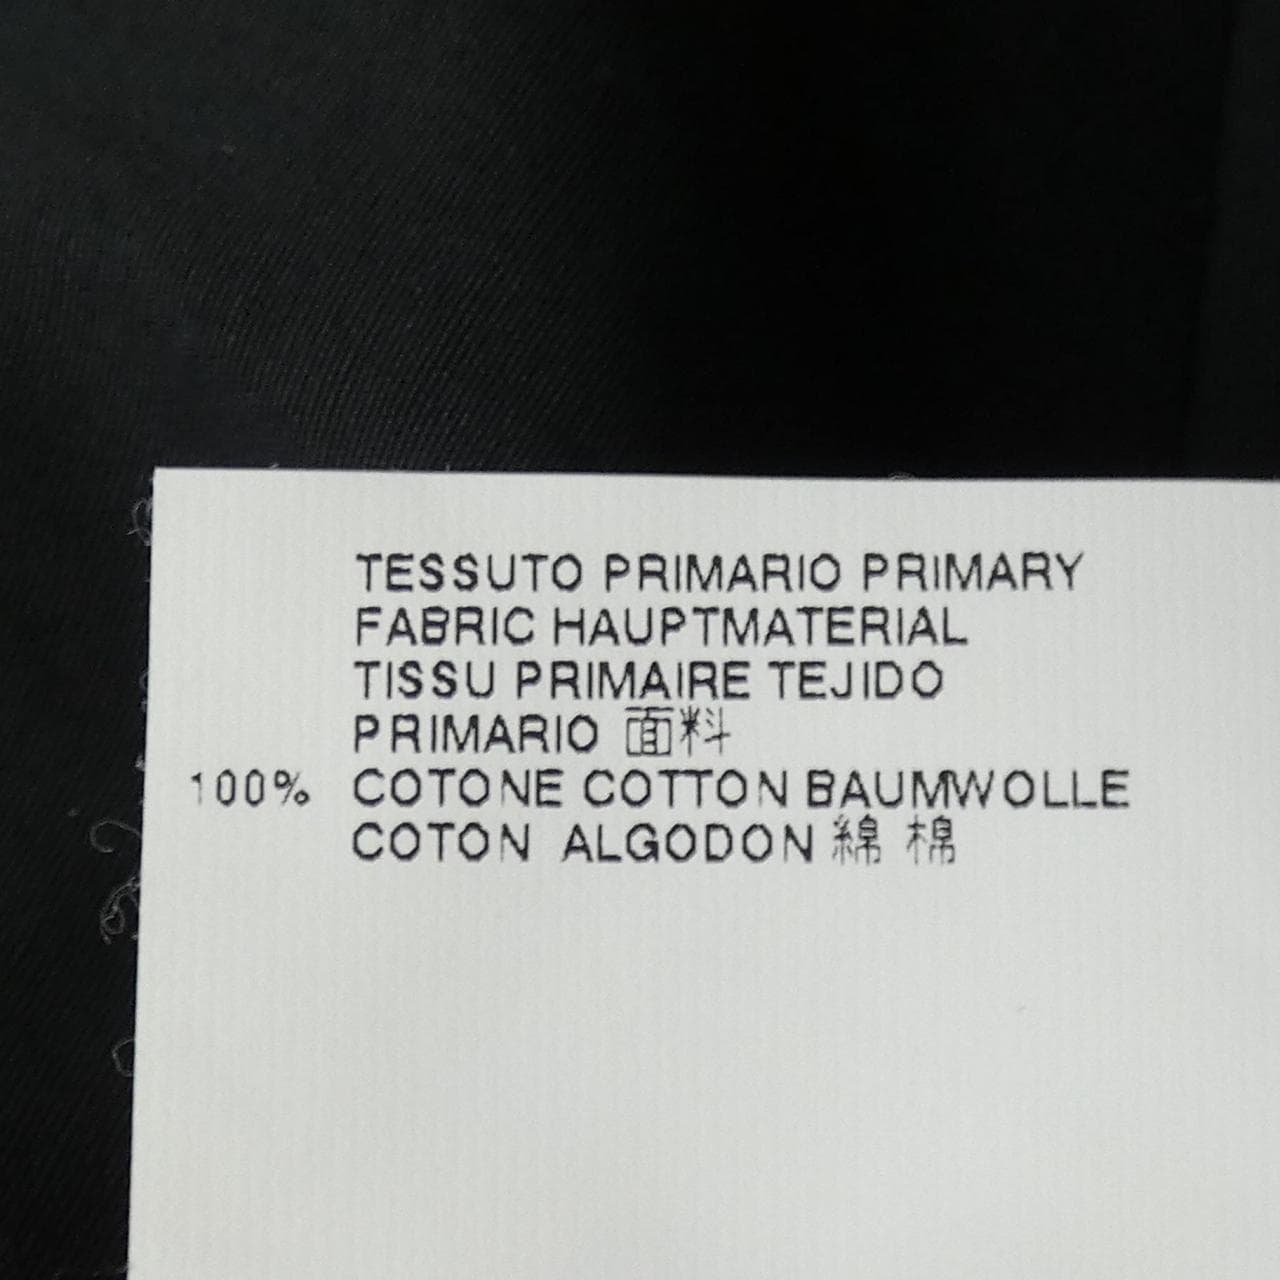 TESSUTO PRIMARIO PRIMARY
FABRIC HAUPTMATERIAL
TISSU PRIMAIRE TEJIDO
PRIMARIO 面料
100% COTONE COTTON BAUMWOLLE
COTON ALGODON 綿 棉